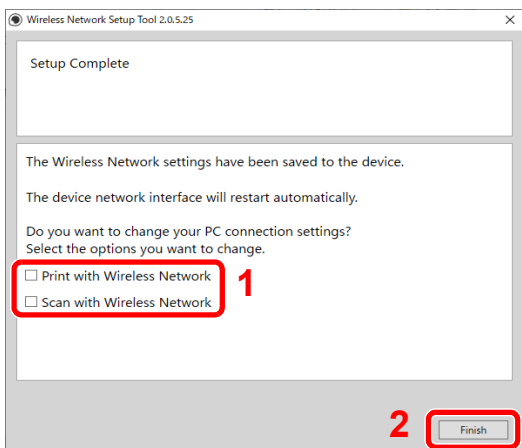 Wireless Network Setup Tool 2.0.5.25
Setup Complete
The Wireless Network settings have been saved to the device.
The device network interface will restart automatically.
Do you want to change your PC connection settings?
Select the options you want to change.
Print with Wireless Network
1
Scan with Wireless Network
2
Finish